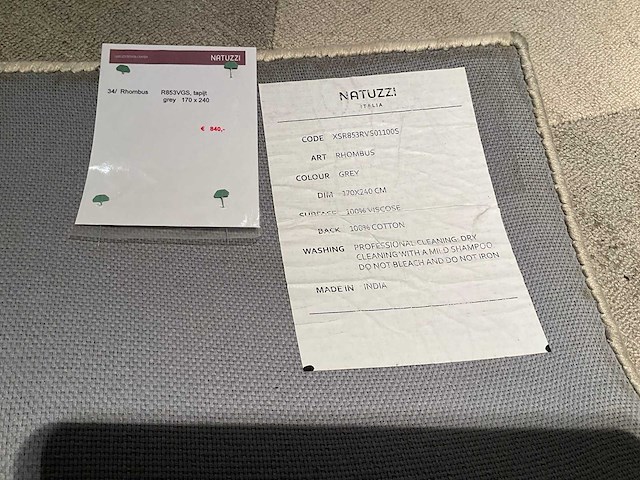 NATUZZI
34/ Rhombus R853VGS, tapijt
grey 170 x 240
€ 840,-
NATUZZI
ITALIA
CODE XSR853RVS01100S
ART RHOMBUS
COLOUR GREY
DIM 170X240 CM
SURFACE 100% VISCOSE
BACK 100% COTTON
WASHING PROFESSIONAL CLEANING. DRY
CLEANING WITH A MILD SHAMPOO.
DO NOT BLEACH AND DO NOT IRON
MADE IN INDIA